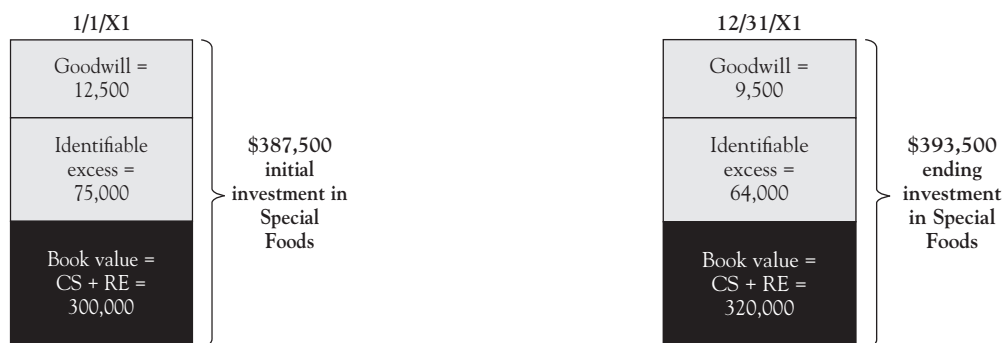 1/1/X1
Goodwill =
12,500
Identifiable
excess =
75,000
Book value =
CS + RE =
300,000
$387,500
initial
investment in
Special
Foods
12/31/X1
Goodwill =
9,500
Identifiable
excess =
64,000
Book value =
CS + RE =
320,000
$393,500
ending
investment
in Special
Foods